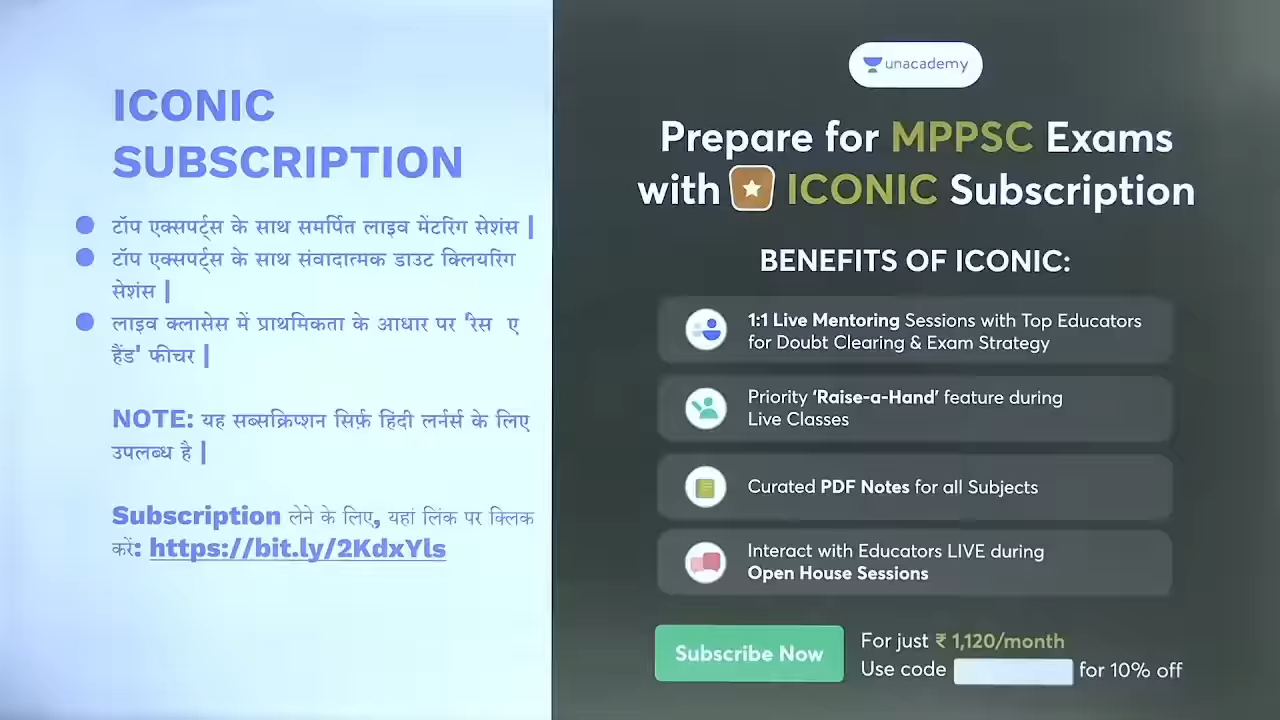 ICONIC
SUBSCRIPTION
टॉप एक्सपर्ट्स के साथ समर्पित लाइव मेंटरिंग सेशंस |
टॉप एक्सपर्ट्स के साथ संवादात्मक डाउट क्लियरिंग
सेशंस |
लाइव क्लासेस में प्राथमिकता के आधार पर 'रेस ए
हैंड' फीचर |
NOTE: यह सब्सक्रिप्शन सिर्फ़ हिंदी लर्नर्स के लिए
उपलब्ध है |
Subscription लेने के लिए, यहां लिंक पर क्लिक
करें: https://bit.ly/2KdxYls
unacademy
Prepare for MPPSC Exams
with ICONIC Subscription
BENEFITS OF ICONIC:
1:1 Live Mentoring Sessions with Top Educators
for Doubt Clearing & Exam Strategy
Priority 'Raise-a-Hand' feature during
Live Classes
Curated PDF Notes for all Subjects
Interact with Educators LIVE during
Open House Sessions
Subscribe Now
For just ₹ 1,120/month
Use code for 10% off